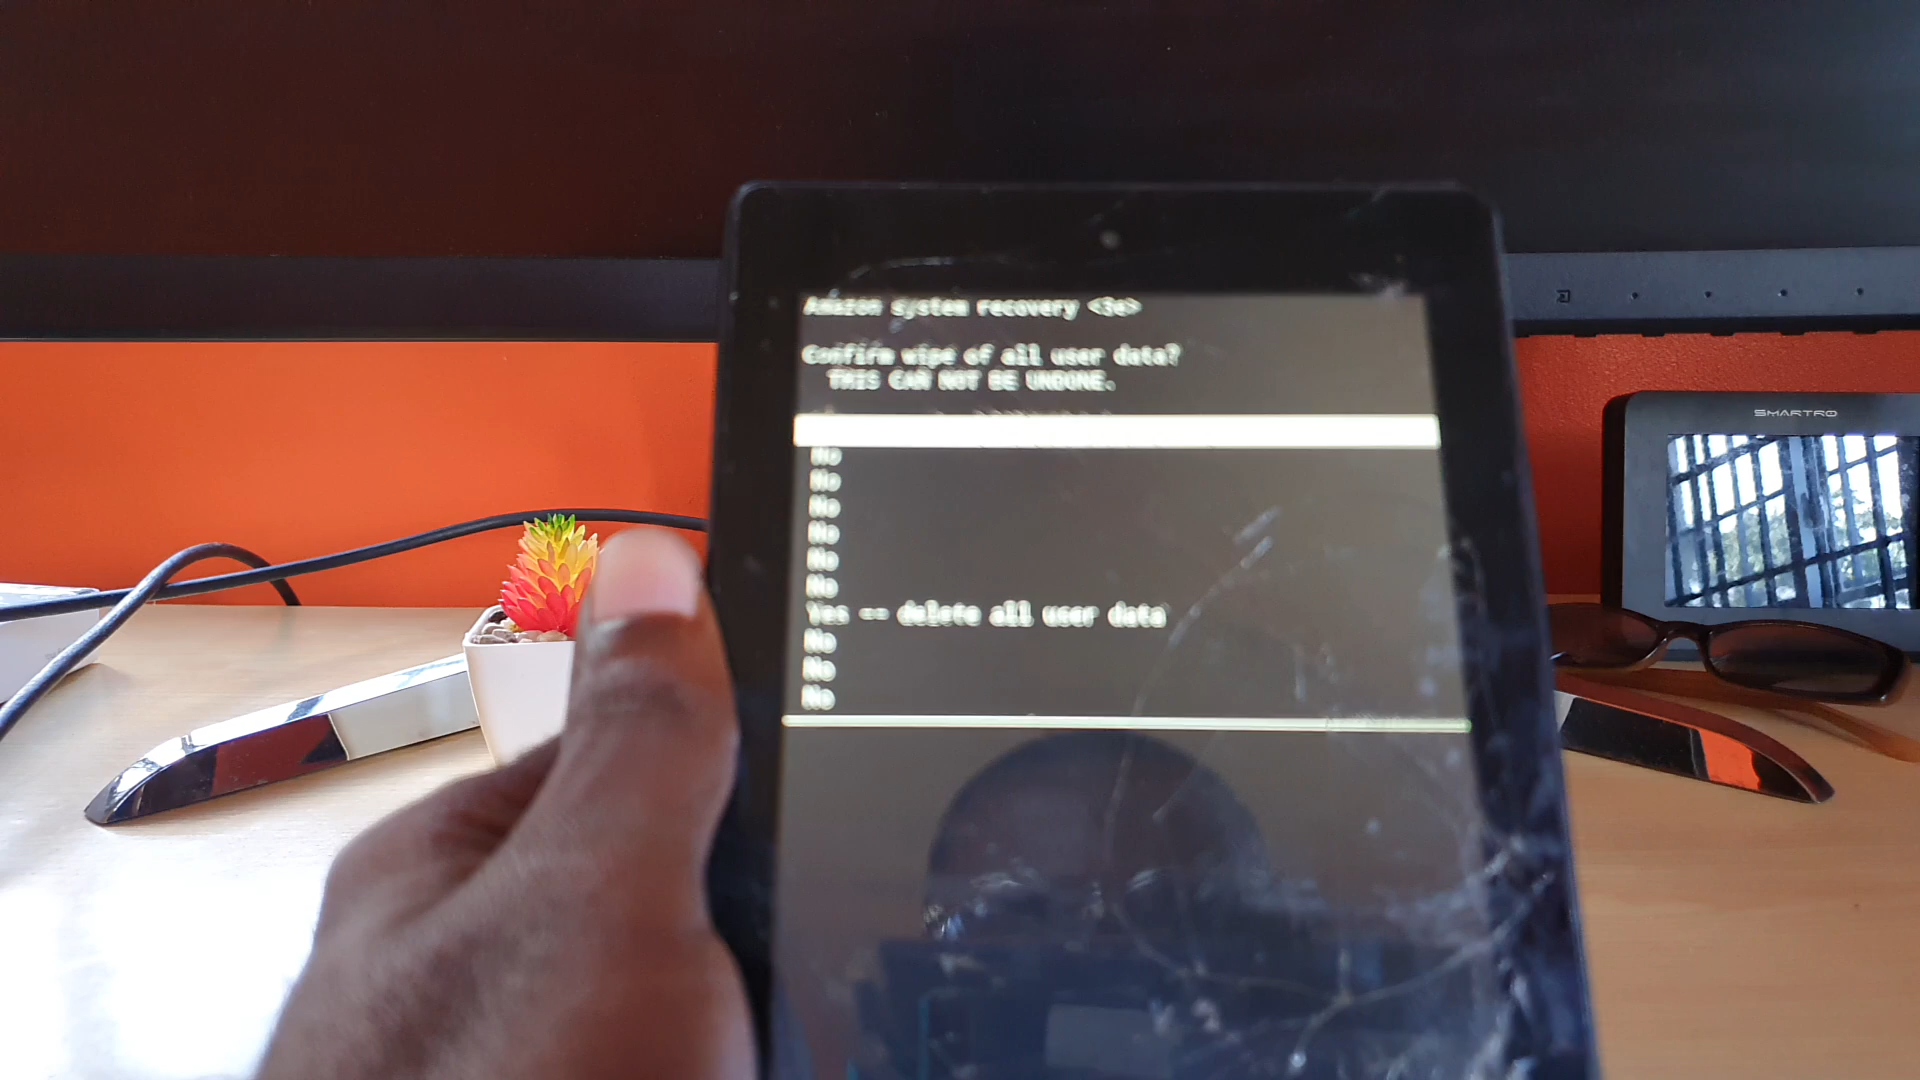 Amazon system recovery <3e>
Confirm wipe of all user data?
THIS CAN NOT BE UNDONE.
No
No
No
No
No
No
Yes -- delete all user data
No
No
No
SMARTRO